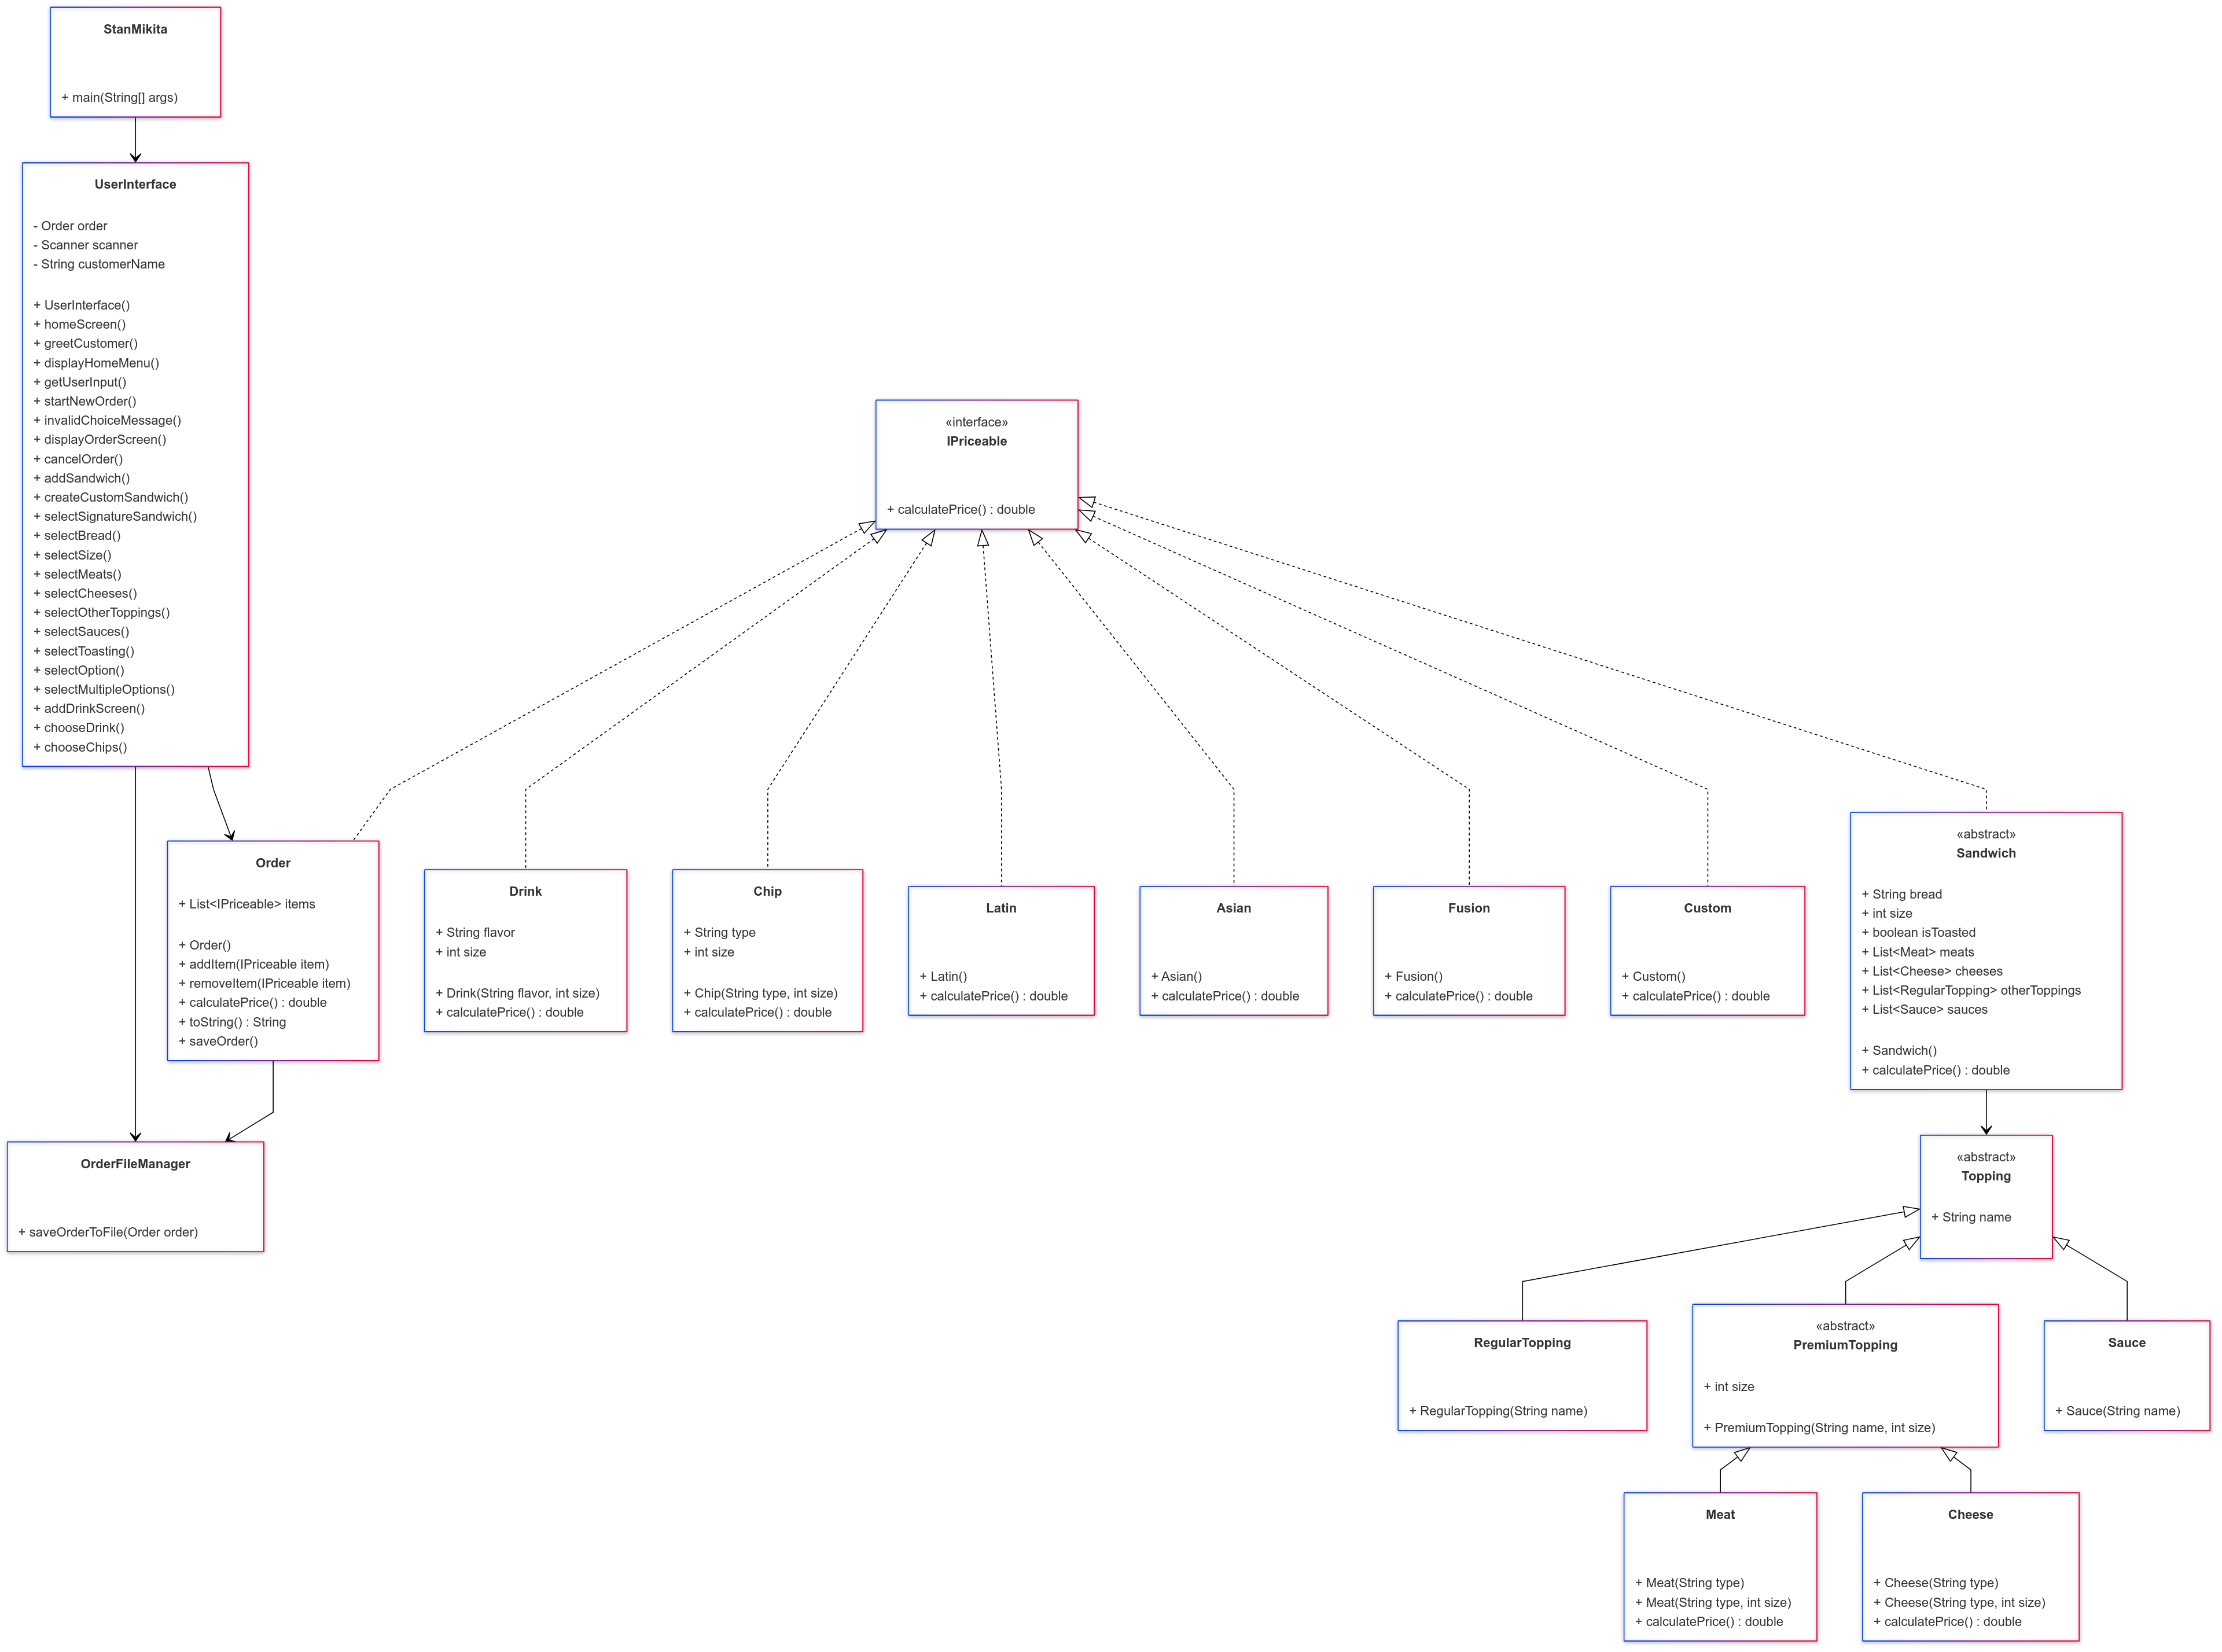 StanMikita
+ main(String[] args)
UserInterface
- Order order
- Scanner scanner
- String customerName
+ UserInterface()
+ homeScreen()
+ greetCustomer()
+ displayHomeMenu()
+ getUserInput()
+ startNewOrder()
+ invalidChoiceMessage()
+ displayOrderScreen()
+ cancelOrder()
+ addSandwich()
+ createCustomSandwich()
+ selectSignatureSandwich()
+ selectBread()
+ selectSize()
+ selectMeats()
+ selectCheeses()
+ selectOtherToppings()
+ selectSauces()
+ selectToasting()
+ selectOption()
+ selectMultipleOptions()
+ addDrinkScreen()
+ chooseDrink()
+ chooseChips()
«interface»
IPriceable
+ calculatePrice() : double
Order
+ List<IPriceable> items
+ Order()
+ addItem(IPriceable item)
+ removeItem(IPriceable item)
+ calculatePrice() : double
+ toString() : String
+ saveOrder()
Drink
+ String flavor
+ int size
+ Drink(String flavor, int size)
+ calculatePrice() : double
Chip
+ String type
+ int size
+ Chip(String type, int size)
+ calculatePrice() : double
Latin
+ Latin()
+ calculatePrice() : double
Asian
+ Asian()
+ calculatePrice() : double
Fusion
+ Fusion()
+ calculatePrice() : double
Custom
+ Custom()
+ calculatePrice() : double
«abstract»
Sandwich
+ String bread
+ int size
+ boolean isToasted
+ List<Meat> meats
+ List<Cheese> cheeses
+ List<RegularTopping> otherToppings
+ List<Sauce> sauces
+ Sandwich()
+ calculatePrice() : double
OrderFileManager
+ saveOrderToFile(Order order)
«abstract»
Topping
+ String name
RegularTopping
+ RegularTopping(String name)
«abstract»
PremiumTopping
+ int size
+ PremiumTopping(String name, int size)
Sauce
+ Sauce(String name)
Meat
+ Meat(String type)
+ Meat(String type, int size)
+ calculatePrice() : double
Cheese
+ Cheese(String type)
+ Cheese(String type, int size)
+ calculatePrice() : double